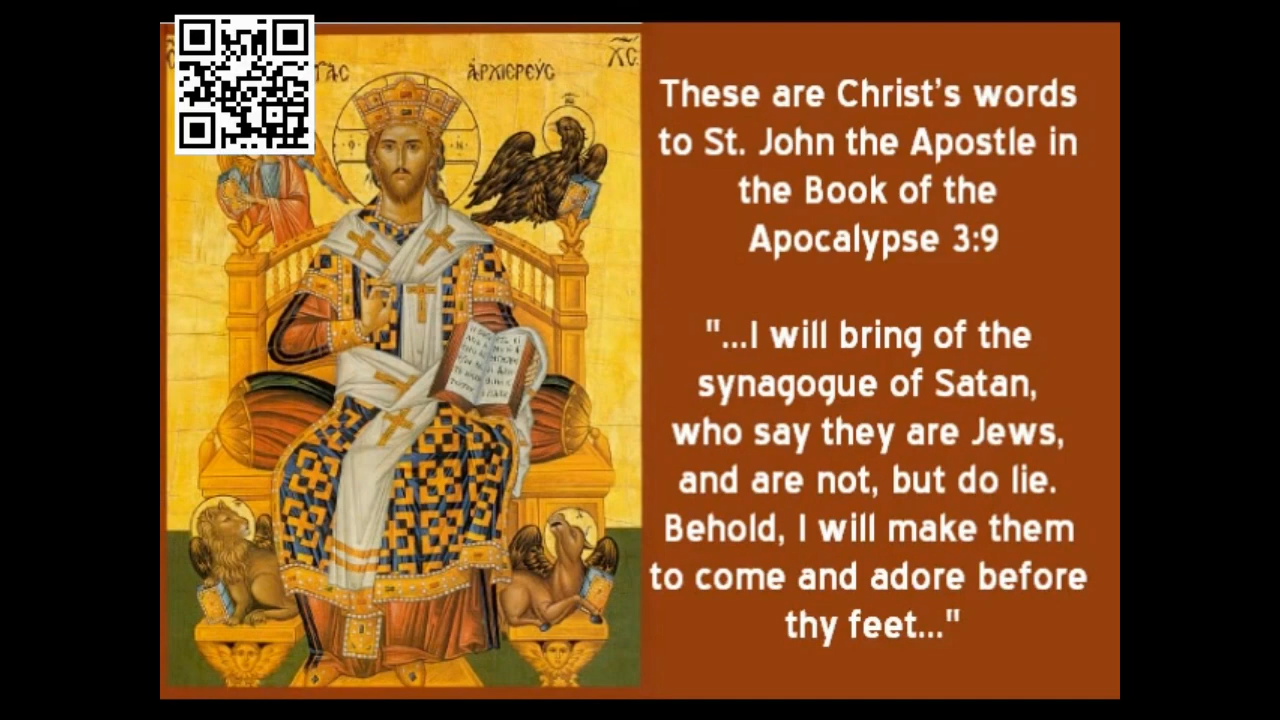 ἈΡΧΙΕΡΕΎΣ
ΧΣ
These are Christ's words
to St. John the Apostle in
the Book of the
Apocalypse 3:9
"...I will bring of the
synagogue of Satan,
who say they are Jews,
and are not, but do lie.
Behold, I will make them
to come and adore before
thy feet..."